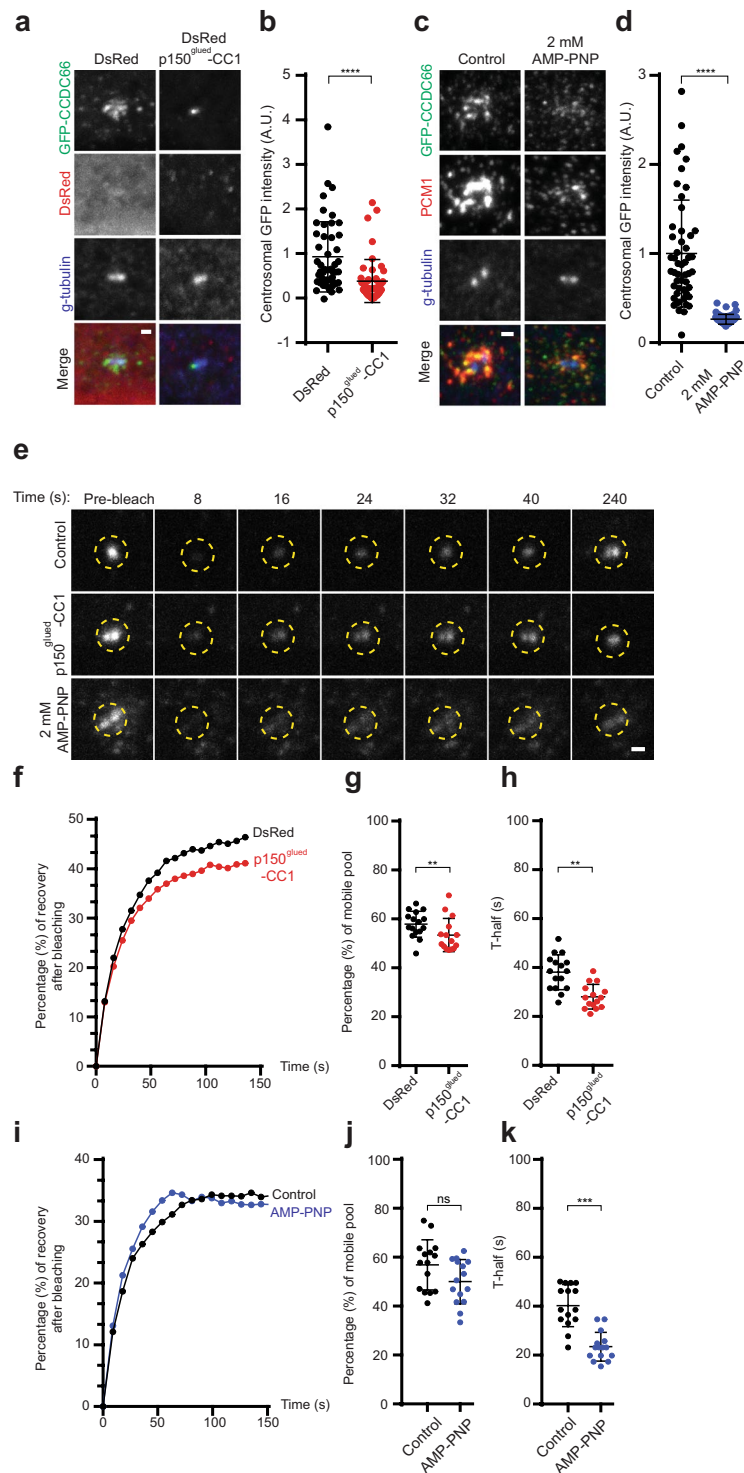 a
DsRed
DsRed
p150glued-CC1
GFP-CCDC66
DsRed
g-tubulin
Merge
b
Centrosomal GFP intensity (A.U.)
5
4
3
2
1
0
-1
****
DsRed
p150glued
-CC1
c
Control
2 mM
AMP-PNP
GFP-CCDC66
PCM1
g-tubulin
Merge
d
Centrosomal GFP intensity (A.U.)
3
2
1
0
****
Control
2 mM
AMP-PNP
e
Time (s): Pre-bleach 8 16 24 32 40 240
Control
p150glued-CC1
2 mM
AMP-PNP
f
Percentage (%) of recovery
after bleaching
50
40
30
20
10
0
0 50 100 150
Time (s)
DsRed
p150glued
-CC1
g
Percentage (%) of mobile pool
100
80
60
40
20
0
**
DsRed
p150glued
-CC1
h
T-half (s)
100
80
60
40
20
0
**
DsRed
p150glued
-CC1
i
Percentage (%) of recovery
after bleaching
40
30
20
10
0
0 50 100 150
Time (s)
Control
AMP-PNP
j
Percentage (%) of mobile pool
100
80
60
40
20
0
ns
Control
AMP-PNP
k
T-half (s)
100
80
60
40
20
0
***
Control
AMP-PNP